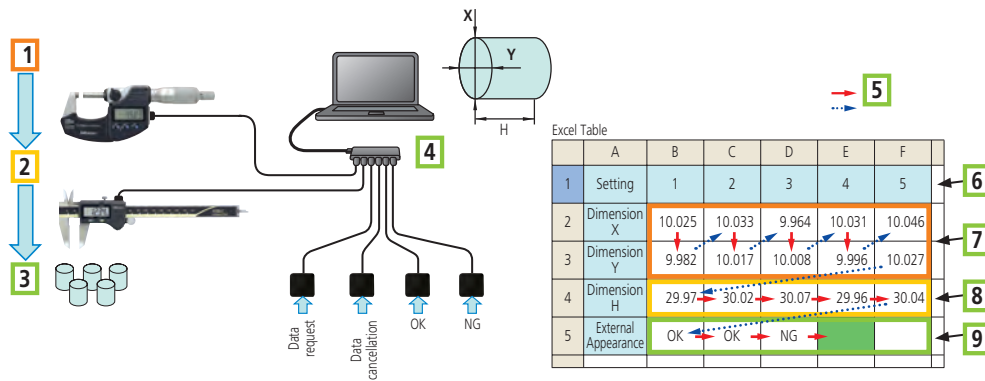 1
2
3
4
X
Y
H
5
Data
request
Data
cancellation
OK
NG
Excel Table
A B C D E F
1 Setting 1 2 3 4 5
2 Dimension
X 10.025 10.033 9.964 10.031 10.046
3 Dimension
Y 9.982 10.017 10.008 9.996 10.027
4 Dimension
H 29.97 30.02 30.07 29.96 30.04
5 External
Appearance OK OK NG
6
7
8
9